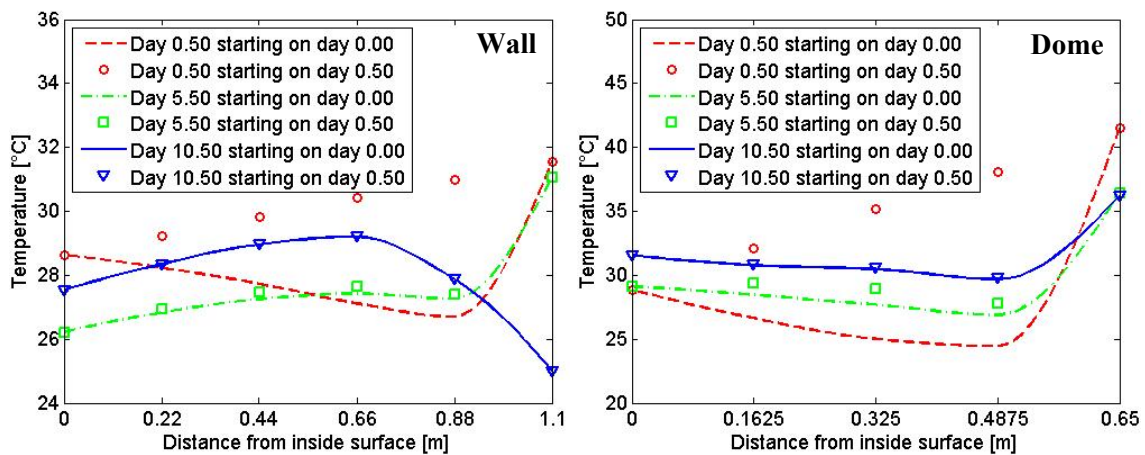 Wall
Day 0.50 starting on day 0.00
Day 0.50 starting on day 0.50
Day 5.50 starting on day 0.00
Day 5.50 starting on day 0.50
Day 10.50 starting on day 0.00
Day 10.50 starting on day 0.50
Temperature [°C]
36
34
32
30
28
26
24
0 0.22 0.44 0.66 0.88 1.1
Distance from inside surface [m]
Dome
Day 0.50 starting on day 0.00
Day 0.50 starting on day 0.50
Day 5.50 starting on day 0.00
Day 5.50 starting on day 0.50
Day 10.50 starting on day 0.00
Day 10.50 starting on day 0.50
Temperature [°C]
50
45
40
35
30
25
20
0 0.1625 0.325 0.4875 0.65
Distance from inside surface [m]